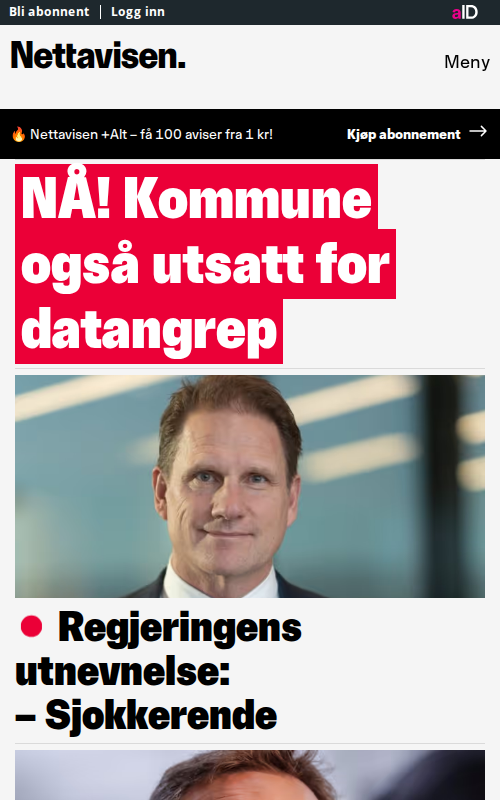 Bli abonnent | Logg inn
aID
Nettavisen.
Meny
🔥 Nettavisen +Alt – få 100 aviser fra 1 kr!
Kjøp abonnement →
NÅ! Kommune
også utsatt for
datangrep
Regjeringens
utnevnelse:
– Sjokkerende